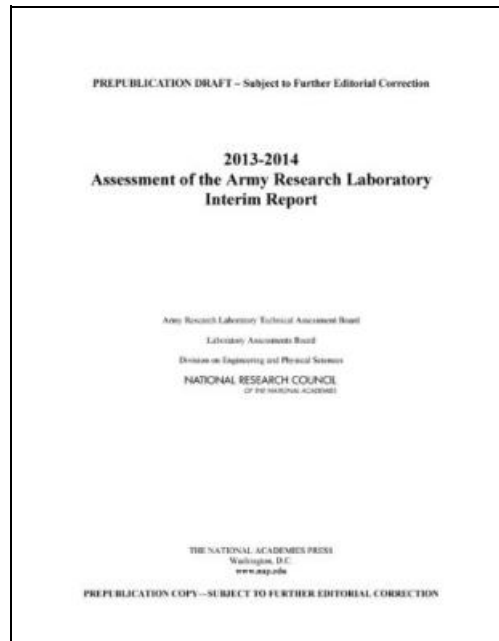 PREPUBLICATION DRAFT – Subject to Further Editorial Correction
2013-2014
Assessment of the Army Research Laboratory
Interim Report
Army Research Laboratory Technical Assessment Board
Laboratory Assessments Board
Division on Engineering and Physical Sciences
NATIONAL RESEARCH COUNCIL
OF THE NATIONAL ACADEMIES
THE NATIONAL ACADEMIES PRESS
Washington, D.C.
www.nap.edu
PREPUBLICATION COPY—SUBJECT TO FURTHER EDITORIAL CORRECTION